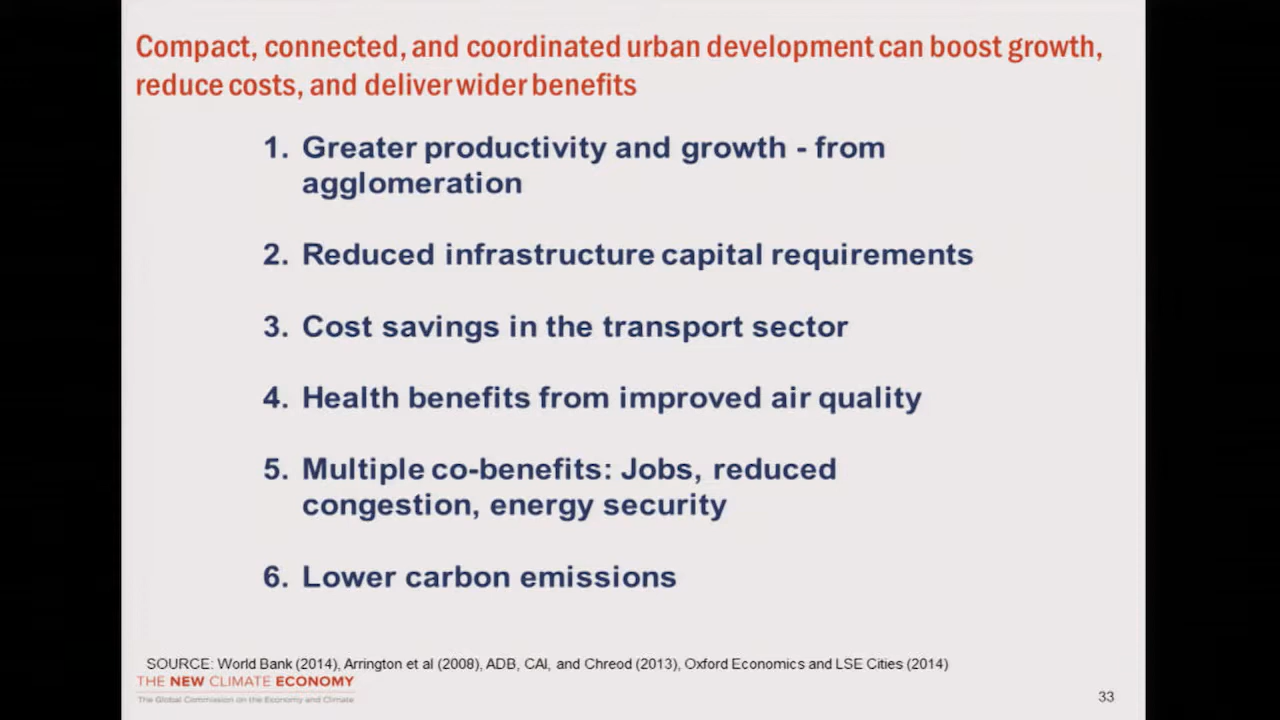 Compact, connected, and coordinated urban development can boost growth,
reduce costs, and deliver wider benefits
1. Greater productivity and growth - from
agglomeration
2. Reduced infrastructure capital requirements
3. Cost savings in the transport sector
4. Health benefits from improved air quality
5. Multiple co-benefits: Jobs, reduced
congestion, energy security
6. Lower carbon emissions
SOURCE: World Bank (2014), Arrington et al (2008), ADB, CAI, and Chreod (2013), Oxford Economics and LSE Cities (2014)
THE NEW CLIMATE ECONOMY
The Global Commission on the Economy and Climate
33